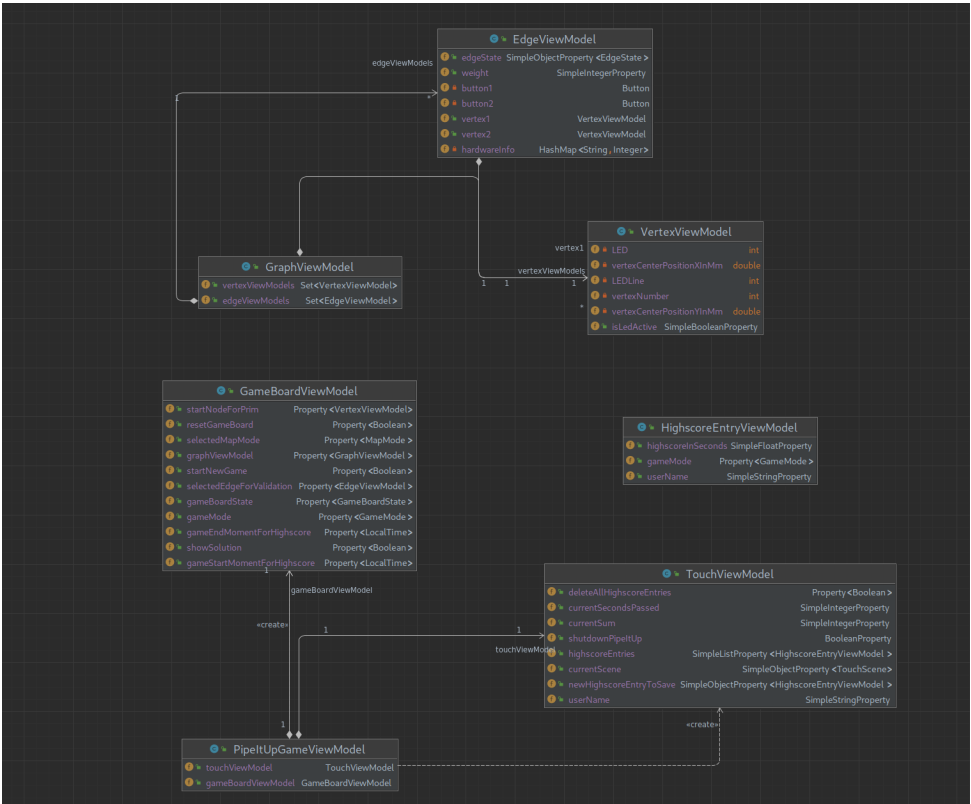 EdgeViewModel
edgeViewModels
edgeState SimpleObjectProperty<EdgeState>
weight SimpleIntegerProperty
button1 Button
button2 Button
vertex1 VertexViewModel
vertex2 VertexViewModel
hardwareInfo HashMap<String, Integer>
1
*
VertexViewModel
vertex1
LED int
vertexCenterPositionXInMm double
vertexViewModels
LEDLine int
1 1 1
vertexNumber int
*
vertexCenterPositionYInMm double
isLedActive SimpleBooleanProperty
GraphViewModel
vertexViewModels Set<VertexViewModel>
edgeViewModels Set<EdgeViewModel>
GameBoardViewModel
startNodeForPrim Property<VertexViewModel>
resetGameBoard Property<Boolean>
selectedMapMode Property<MapMode>
graphViewModel Property<GraphViewModel>
startNewGame Property<Boolean>
selectedEdgeForValidation Property<EdgeViewModel>
gameBoardState Property<GameBoardState>
gameMode Property<GameMode>
gameEndMomentForHighscore Property<LocalTime>
showSolution Property<Boolean>
gameStartMomentForHighscore Property<LocalTime>
1
HighscoreEntryViewModel
highscoreInSeconds SimpleFloatProperty
gameMode Property<GameMode>
userName SimpleStringProperty
gameBoardViewModel
«create»
1 1
touchViewModel
1
TouchViewModel
deleteAllHighscoreEntries Property<Boolean>
currentSecondsPassed SimpleIntegerProperty
currentSum SimpleIntegerProperty
shutdownPipeItUp BooleanProperty
highscoreEntries SimpleListProperty<HighscoreEntryViewModel>
currentScene SimpleObjectProperty<TouchScene>
newHighscoreEntryToSave SimpleObjectProperty<HighscoreEntryViewModel>
userName SimpleStringProperty
«create»
PipeItUpGameViewModel
touchViewModel TouchViewModel
gameBoardViewModel GameBoardViewModel